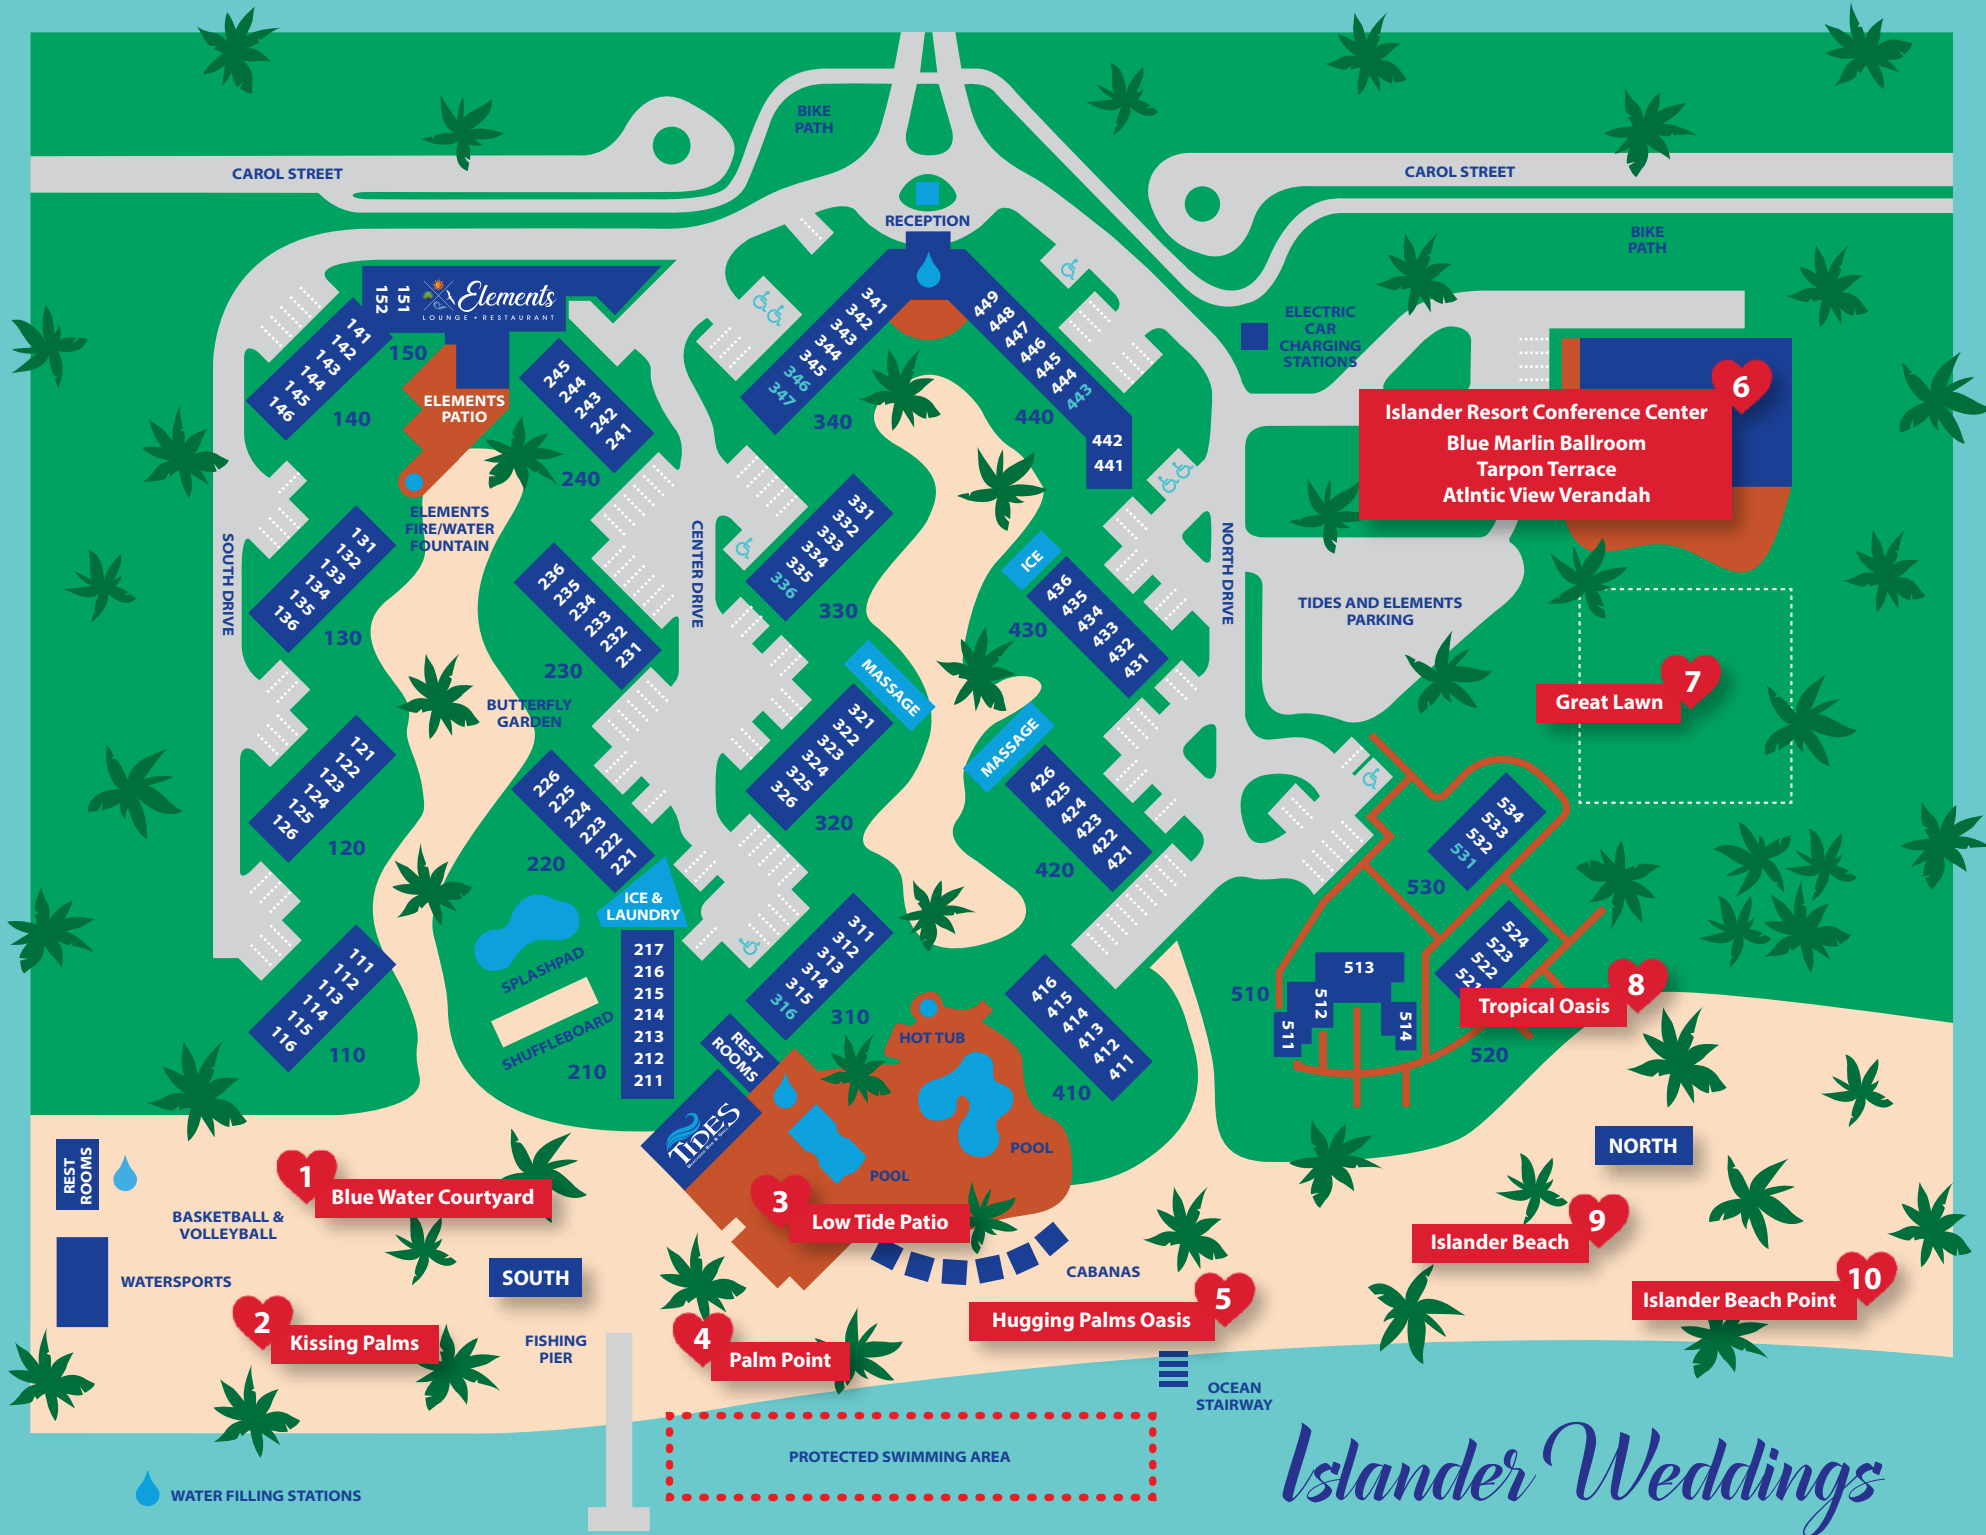 BIKE
PATH
CAROL STREET
CAROL STREET
RECEPTION
BIKE
PATH
152
151
Elements
LOUNGE • RESTAURANT
141
142
143
144
145
146
150
140
ELEMENTS
PATIO
ELEMENTS
FIRE/WATER
FOUNTAIN
245
244
243
242
241
240
341
342
343
344
345
346
347
340
449
448
447
446
445
444
443
442
441
440
ELECTRIC
CAR
CHARGING
STATIONS
6
Islander Resort Conference Center
Blue Marlin Ballroom
Tarpon Terrace
Atlntic View Verandah
SOUTH DRIVE
CENTER DRIVE
NORTH DRIVE
131
132
133
134
135
136
130
236
235
234
233
232
231
230
331
332
333
334
335
336
330
ICE
436
435
434
433
432
431
430
TIDES AND ELEMENTS
PARKING
7
Great Lawn
BUTTERFLY
GARDEN
MASSAGE
MASSAGE
121
122
123
124
125
126
120
226
225
224
223
222
221
220
321
322
323
324
325
326
320
426
425
424
423
422
421
420
534
533
532
531
530
ICE &
LAUNDRY
217
216
215
214
213
212
211
210
SPLASHPAD
SHUFFLEBOARD
111
112
113
114
115
116
110
311
312
313
314
315
316
310
416
415
414
413
412
411
410
513
512
511
514
510
524
523
522
521
520
8
Tropical Oasis
REST
ROOMS
HOT TUB
TIDES
POOL
POOL
REST
ROOMS
1
Blue Water Courtyard
BASKETBALL &
VOLLEYBALL
WATERSPORTS
SOUTH
2
Kissing Palms
FISHING
PIER
3
Low Tide Patio
4
Palm Point
CABANAS
5
Hugging Palms Oasis
NORTH
9
Islander Beach
10
Islander Beach Point
OCEAN
STAIRWAY
PROTECTED SWIMMING AREA
WATER FILLING STATIONS
Islander Weddings